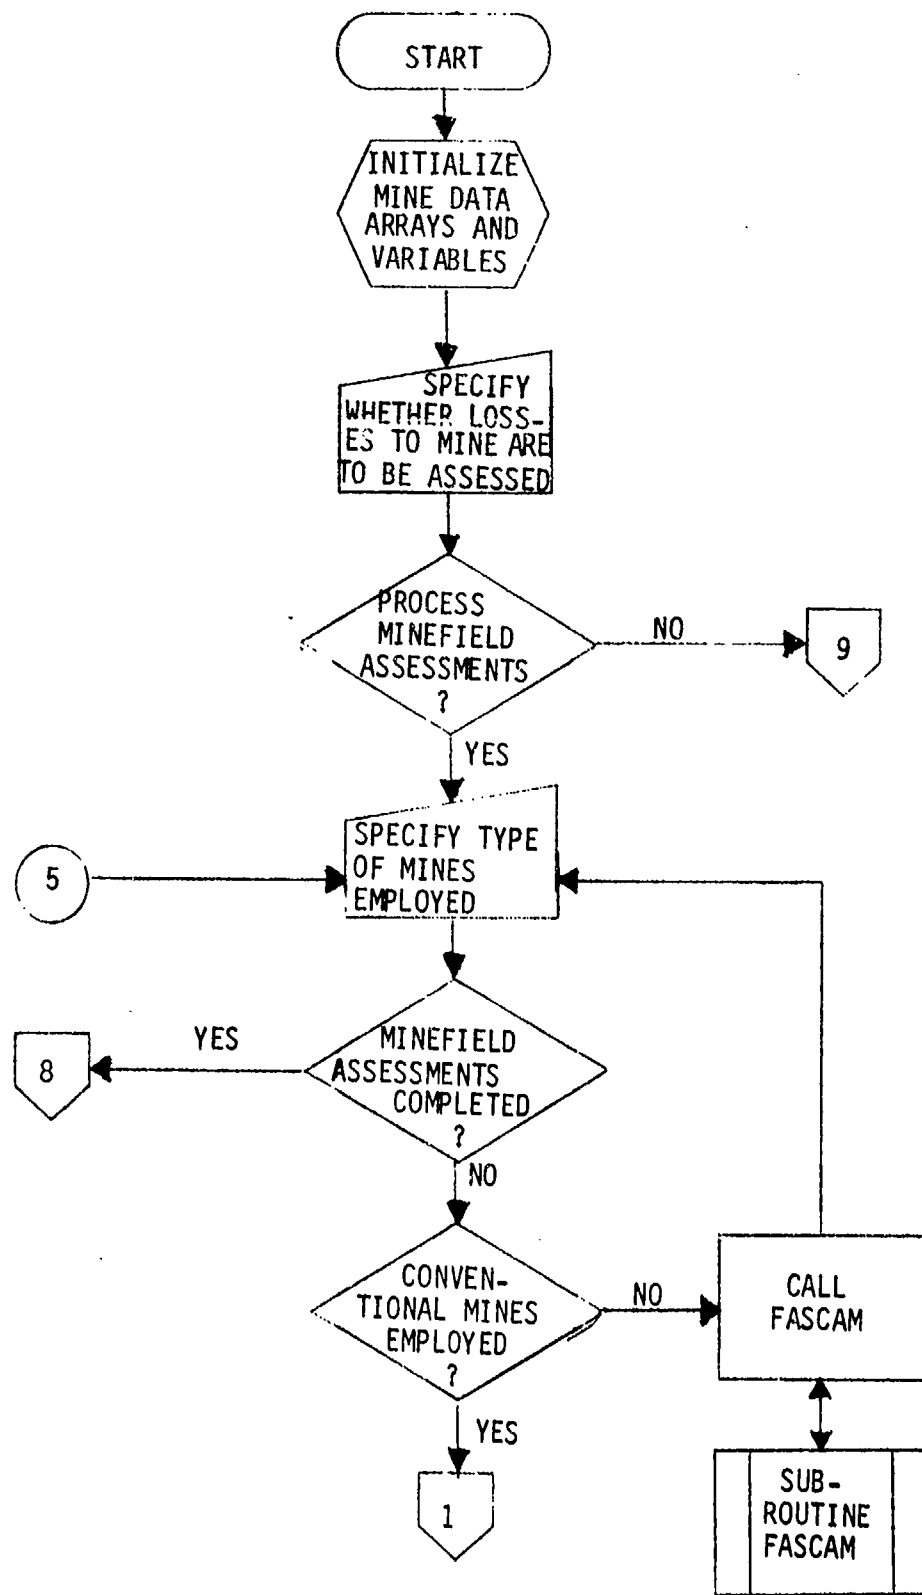 START
INITIALIZE
MINE DATA
ARRAYS AND
VARIABLES
SPECIFY
WHETHER LOSS-
ES TO MINE ARE
TO BE ASSESSED
PROCESS
MINEFIELD
ASSESSMENTS
?
NO
9
YES
SPECIFY TYPE
OF MINES
EMPLOYED
5
MINEFIELD
ASSESSMENTS
COMPLETED
?
YES
8
NO
CONVEN-
TIONAL MINES
EMPLOYED
?
NO
CALL
FASCAM
YES
1
SUB-
ROUTINE
FASCAM